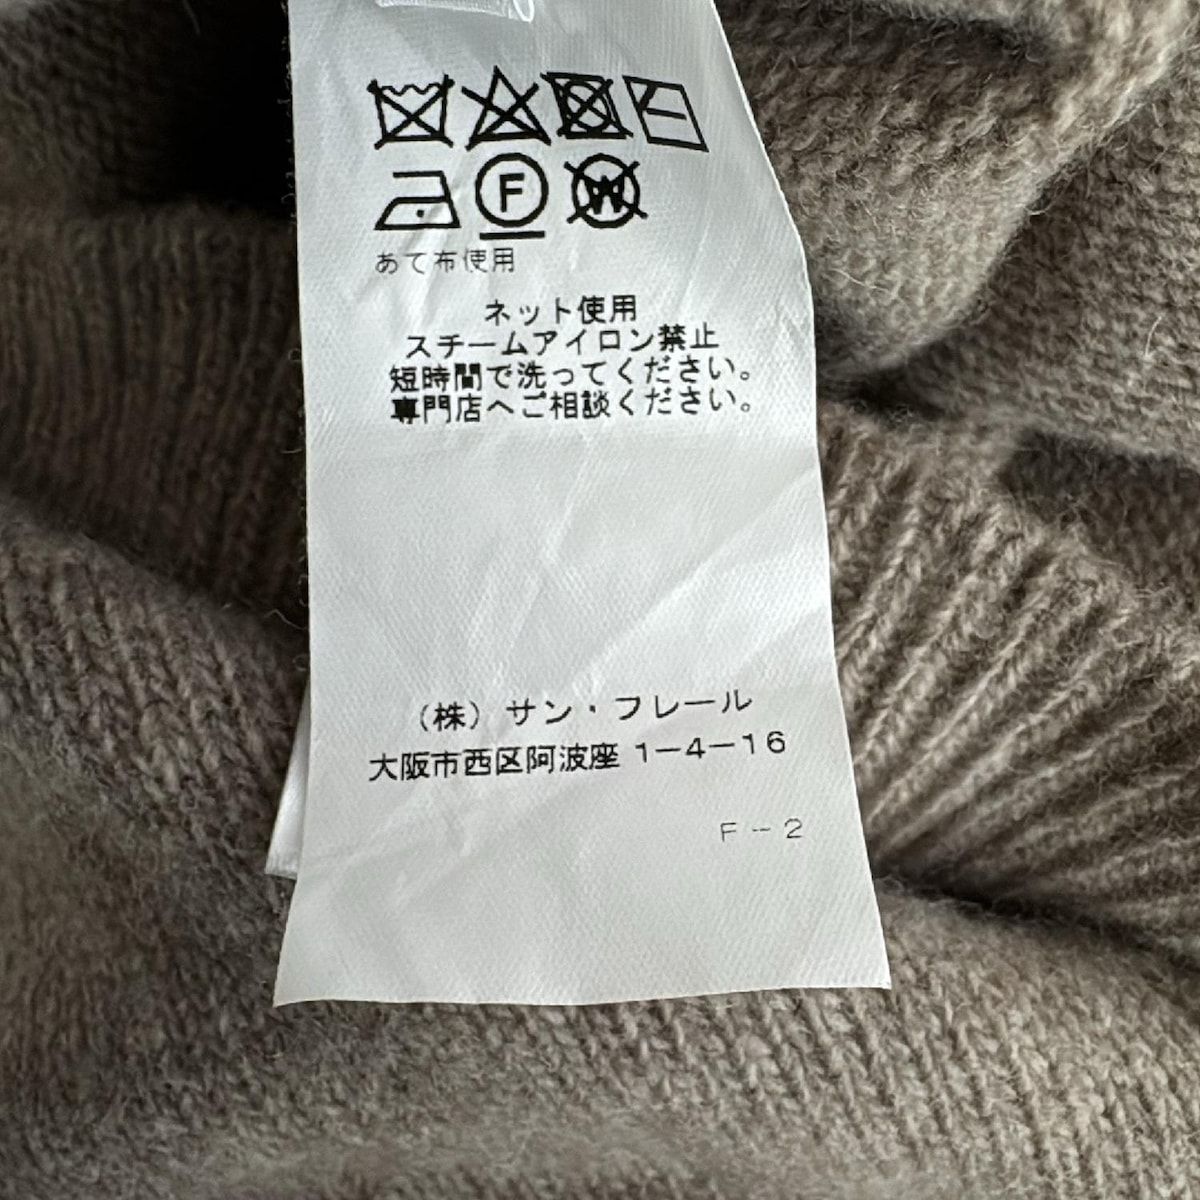 F
W
あて布使用
ネット使用
スチームアイロン禁止
短時間で洗ってください。
専門店へご相談ください。
（株）サン・フレール
大阪市西区阿波座 1-4-16
F-2